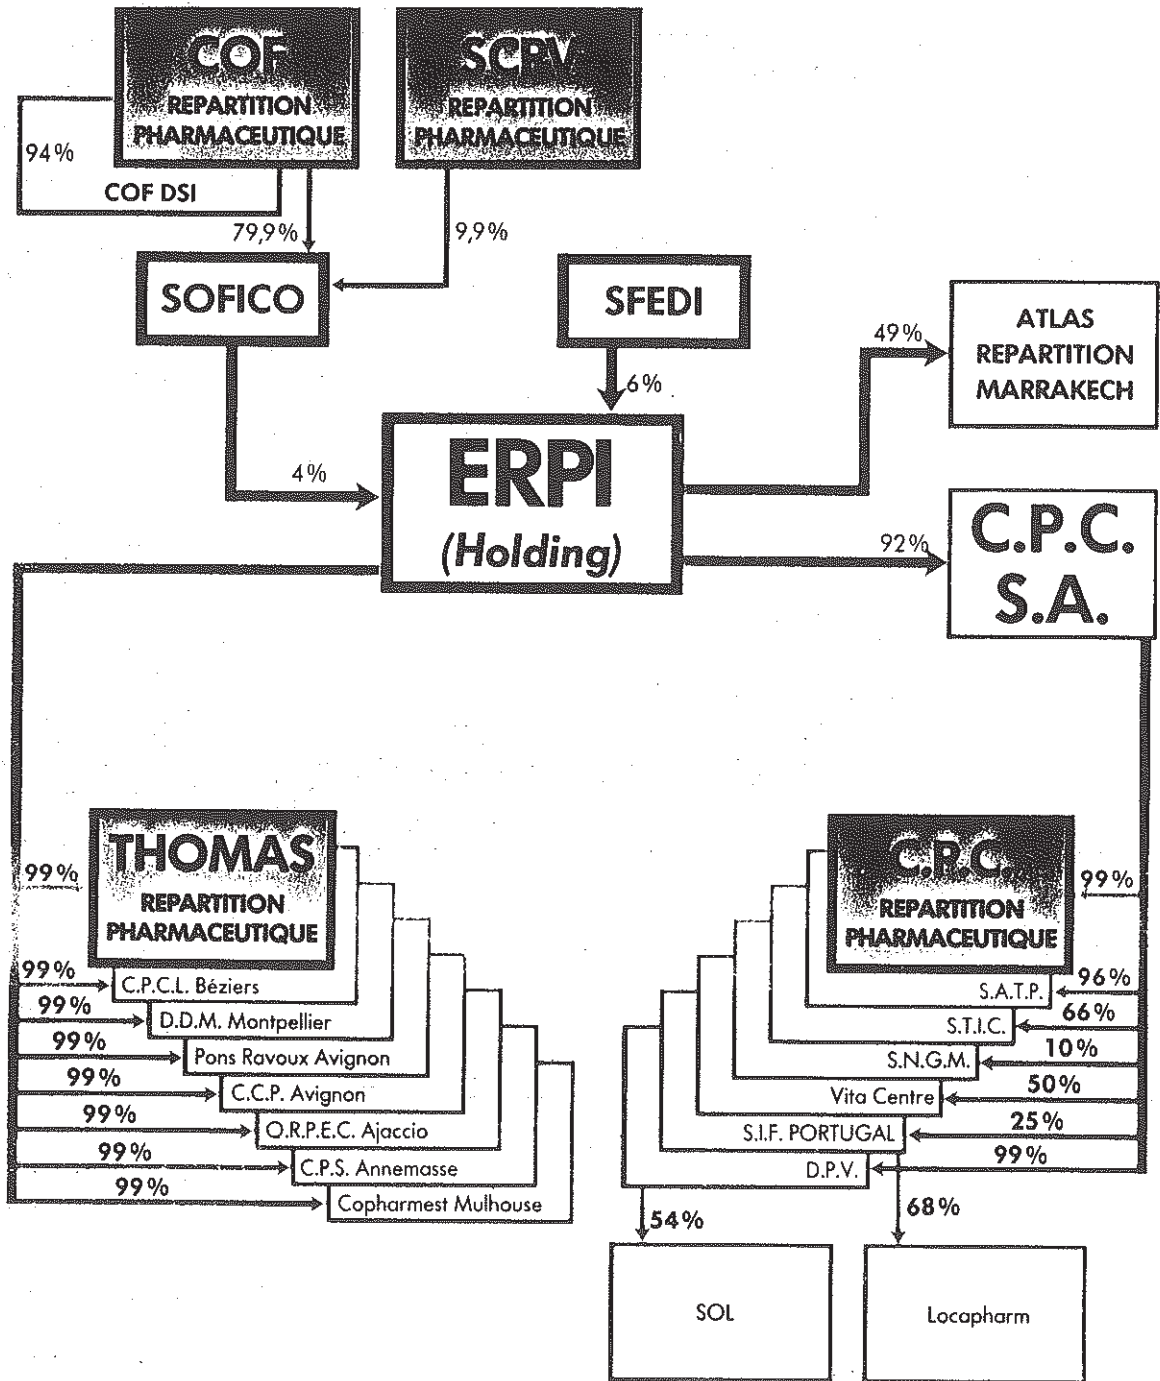 COF
REPARTITION
PHARMACEUTIQUE
SCPV
REPARTITION
PHARMACEUTIQUE
94%
COF DSI
79,9%
9,9%
SOFICO
SFEDI
6%
49%
ATLAS
REPARTITION
MARRAKECH
4%
ERPI
(Holding)
92%
C.P.C.
S.A.
99%
THOMAS
REPARTITION
PHARMACEUTIQUE
99%
C.P.C.L. Béziers
99%
D.D.M. Montpellier
99%
Pons Ravoux Avignon
99%
C.C.P. Avignon
99%
O.R.P.E.C. Ajaccio
99%
C.P.S. Annemasse
99%
Copharmest Mulhouse
C.R.C.
REPARTITION
PHARMACEUTIQUE
99%
S.A.T.P.
96%
S.T.I.C.
66%
S.N.G.M.
10%
Vita Centre
50%
S.I.F. PORTUGAL
25%
D.P.V.
99%
54%
68%
SOL
Locapharm